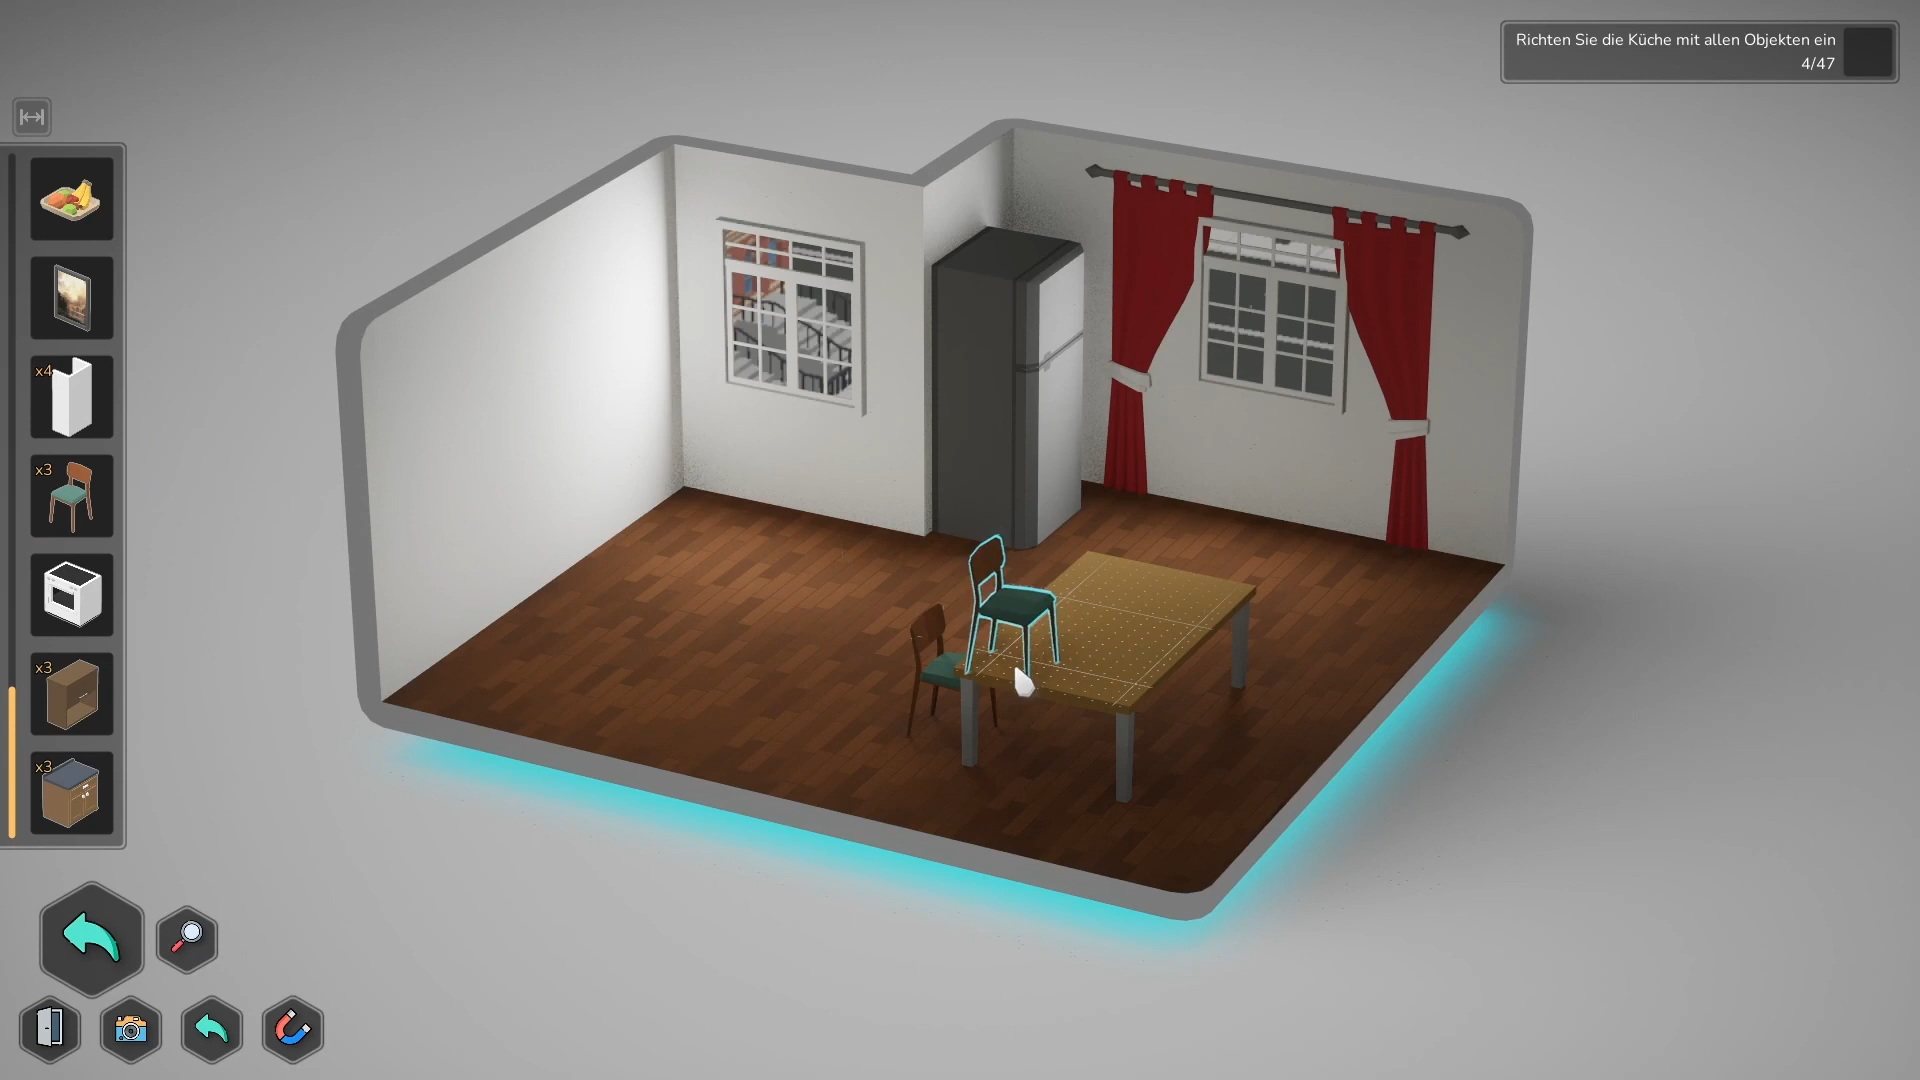 Richten Sie die Küche mit allen Objekten ein
4/47
x4
x3
x3
x3